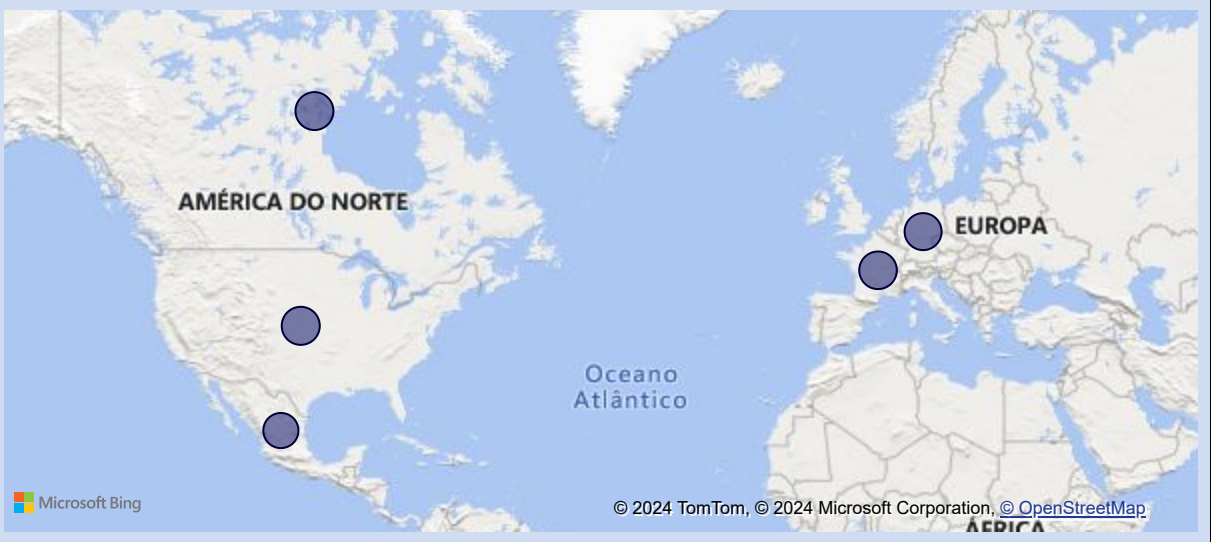 AMÉRICA DO NORTE
EUROPA
Oceano
Atlântico
Microsoft Bing
© 2024 TomTom, © 2024 Microsoft Corporation, © OpenStreetMap
ÁFRICA